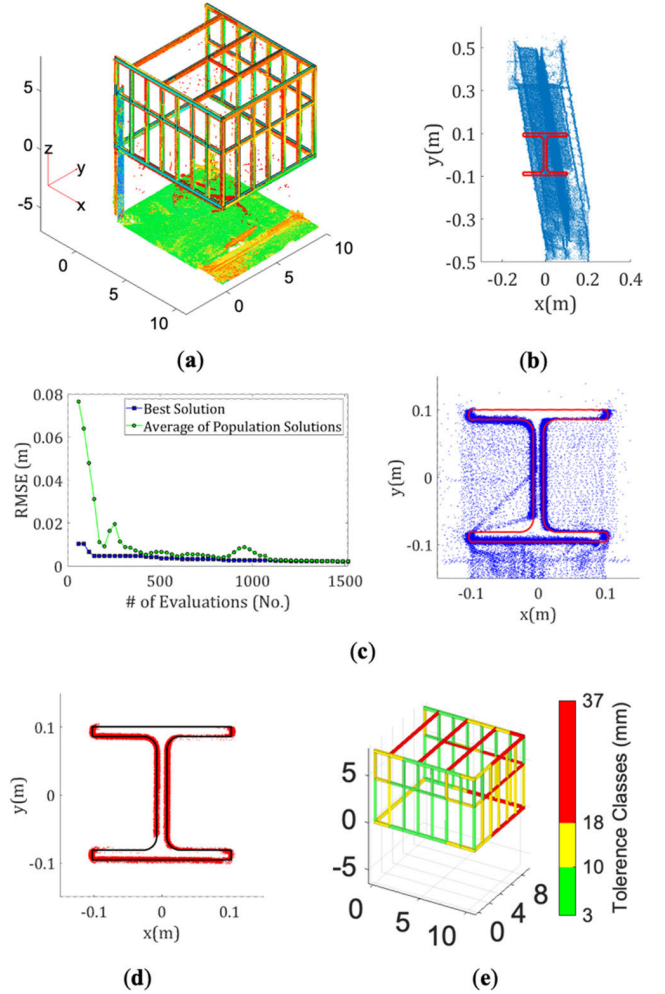 5
0
-5
z
y
x
0
5
10
0
5
10
(a)
y(m)
0.5
0.3
0.1
-0.1
-0.3
-0.5
-0.2 0 0.2 0.4
x(m)
(b)
RMSE (m)
0.08
0.06
0.04
0.02
0
Best Solution
Average of Population Solutions
0 500 1000 1500
# of Evaluations (No.)
y(m)
0.1
0
-0.1
-0.1 0 0.1
x(m)
(c)
y(m)
0.1
0
-0.1
-0.1 0 0.1
x(m)
(d)
5
0
-5
0
5
10
0
4
8
37
18
10
3
Tolerence Classes (mm)
(e)